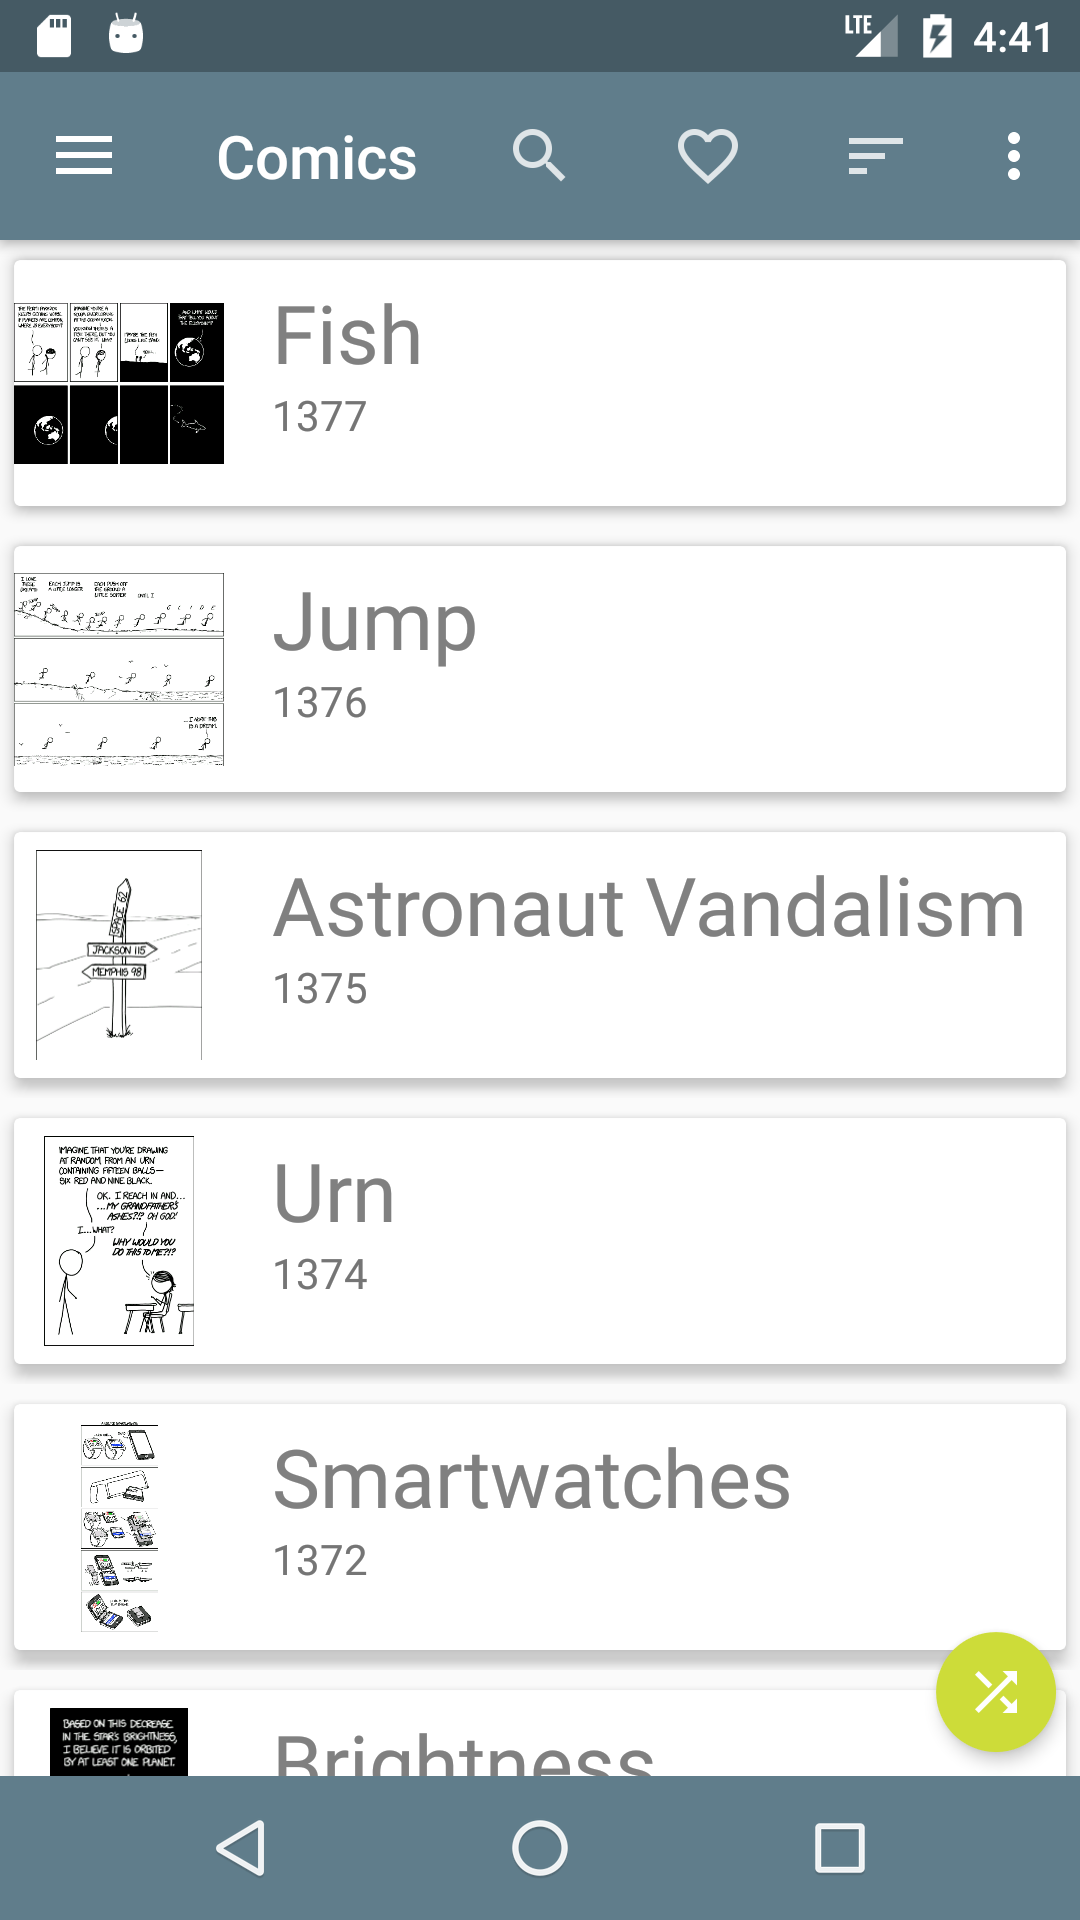 LTE 4:41
Comics
Fish
1377
Jump
1376
Astronaut Vandalism
1375
SPACE 62
JACKSON 115
MEMPHIS 98
Urn
1374
IMAGINE THAT YOU'RE DRAWING
AT RANDOM FROM AN URN
CONTAINING FIFTEEN BALLS—
SIX RED AND NINE BLACK.
OK. I REACH IN AND...
...MY GRANDFATHER'S
ASHES?!? OH GOD!
I...WHAT?
WHY WOULD YOU
DO THIS TO ME?!?
Smartwatches
1372
Brightness
BASED ON THIS DECREASE
IN THE STAR'S BRIGHTNESS,
I BELIEVE IT IS ORBITED
BY AT LEAST ONE PLANET.